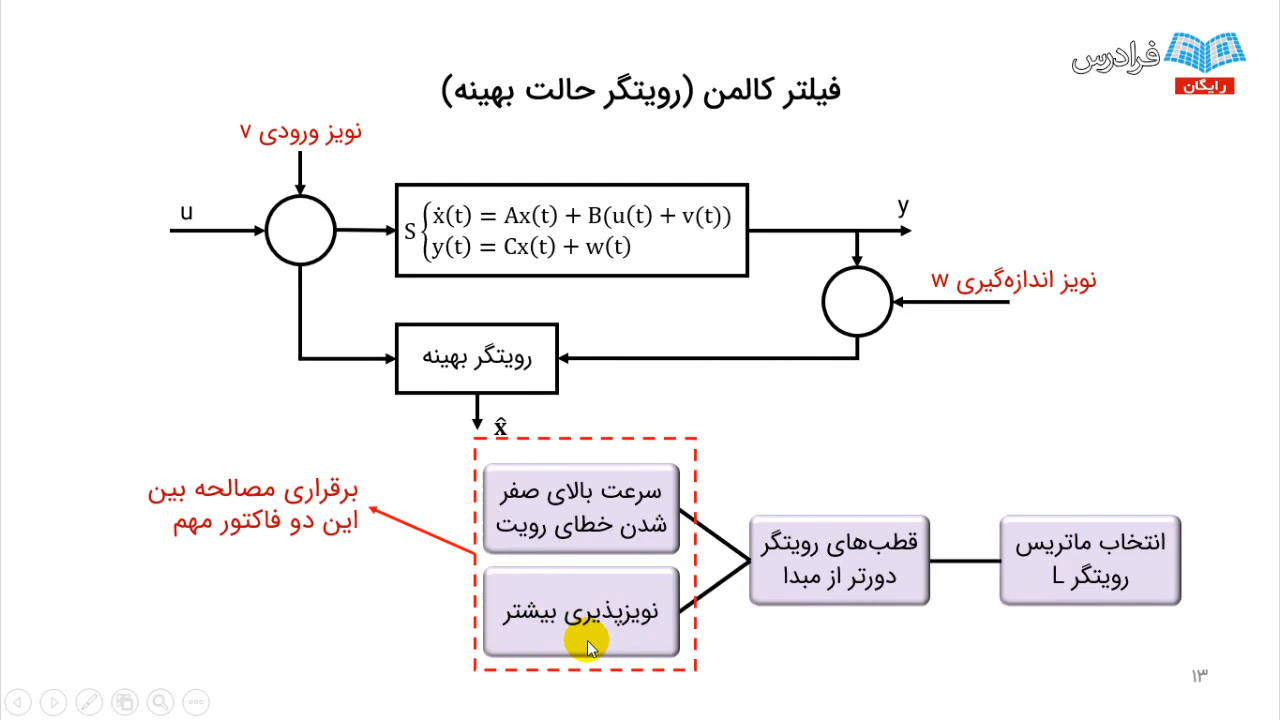 فرادرس
رایگان
فیلتر کالمن (رویتگر حالت بهینه)
نویز ورودی v
u
S { ẋ(t) = Ax(t) + B(u(t) + v(t))
y(t) = Cx(t) + w(t)
y
نویز اندازه‌گیری w
رویتگر بهینه
x̂
انتخاب ماتریس
رویتگر L
قطب‌های رویتگر
دورتر از مبدا
سرعت بالای صفر
شدن خطای رویت
نویزپذیری بیشتر
برقراری مصالحه بین
این دو فاکتور مهم
۱۳